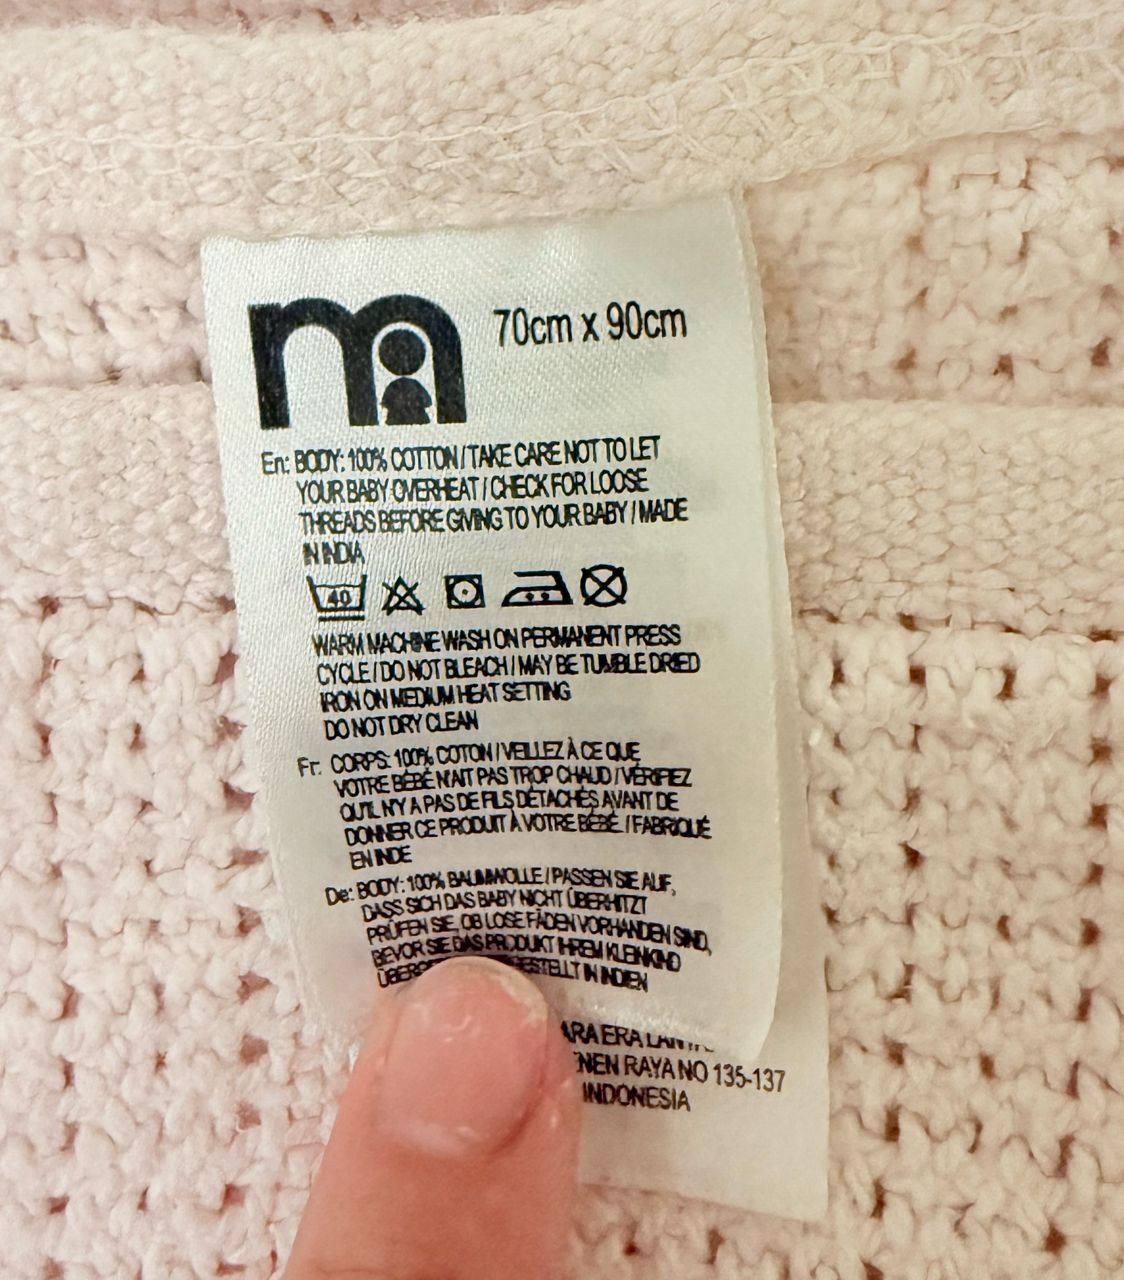 m
70cm x 90cm
En: BODY: 100% COTTON / TAKE CARE NOT TO LET
YOUR BABY OVERHEAT / CHECK FOR LOOSE
THREADS BEFORE GIVING TO YOUR BABY / MADE
IN INDIA
40
WARM MACHINE WASH ON PERMANENT PRESS
CYCLE / DO NOT BLEACH / MAY BE TUMBLE DRIED
IRON ON MEDIUM HEAT SETTING
DO NOT DRY CLEAN
Fr: CORPS: 100% COTON / VEILLEZ À CE QUE
VOTRE BÉBÉ N'AIT PAS TROP CHAUD / VÉRIFIEZ
QU'IL N'Y A PAS DE FILS DÉTACHÉS AVANT DE
DONNER CE PRODUIT À VOTRE BÉBÉ. / FABRIQUÉ
EN INDE
De: BODY: 100% BAUMWOLLE / PASSEN SIE AUF,
DASS SICH DAS BABY NICHT ÜBERHITZT
PRÜFEN SIE, OB LOSE FÄDEN VORHANDEN SIND,
BEVOR SIE DAS PRODUKT IHREM KLEINKIND
IN INDIEN
ERA
RAYA NO 135-137
INDONESIA